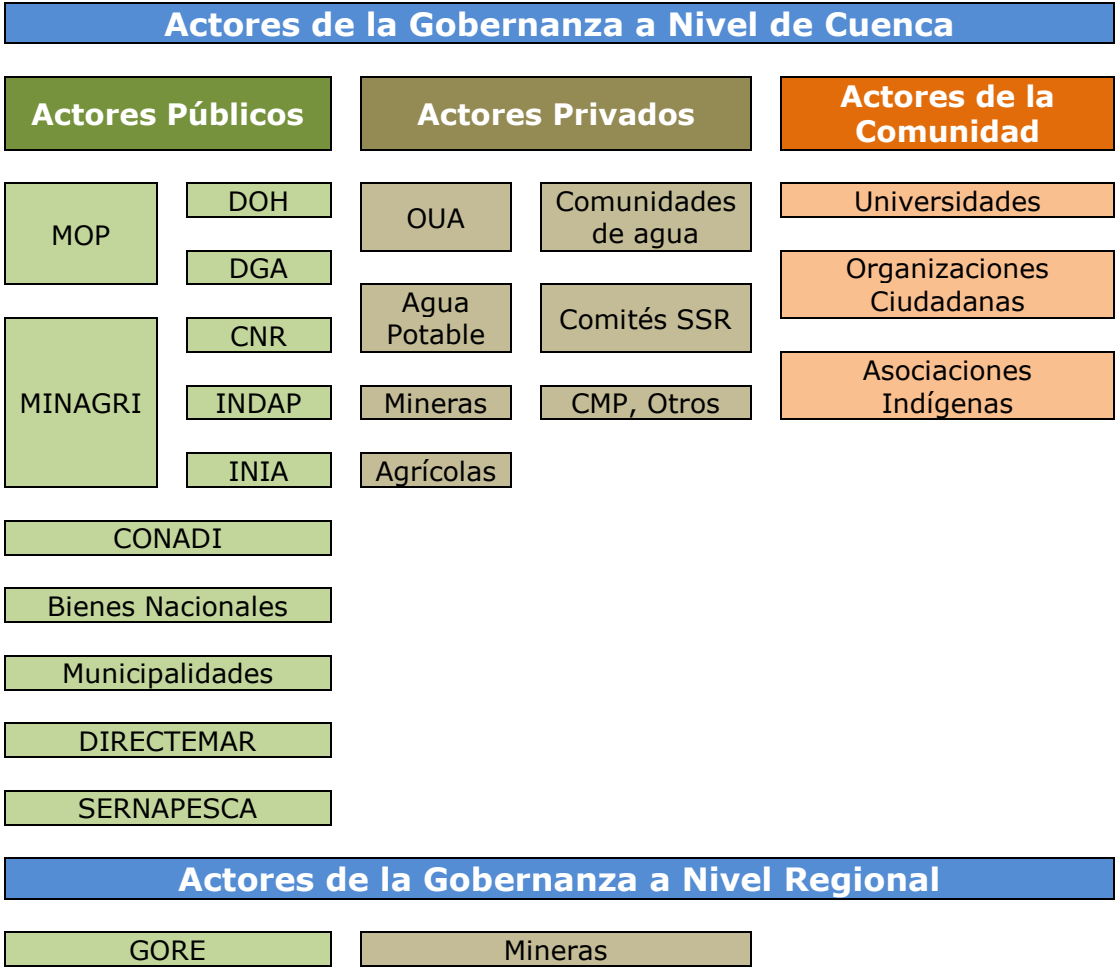 Actores de la Gobernanza a Nivel de Cuenca
Actores Públicos
MOP
DOH
DGA
MINAGRI
CNR
INDAP
INIA
CONADI
Bienes Nacionales
Municipalidades
DIRECTEMAR
SERNAPESCA
Actores Privados
OUA
Comunidades
de agua
Agua
Potable
Comités SSR
Mineras
CMP, Otros
Agrícolas
Actores de la
Comunidad
Universidades
Organizaciones
Ciudadanas
Asociaciones
Indígenas
Actores de la Gobernanza a Nivel Regional
GORE
Mineras